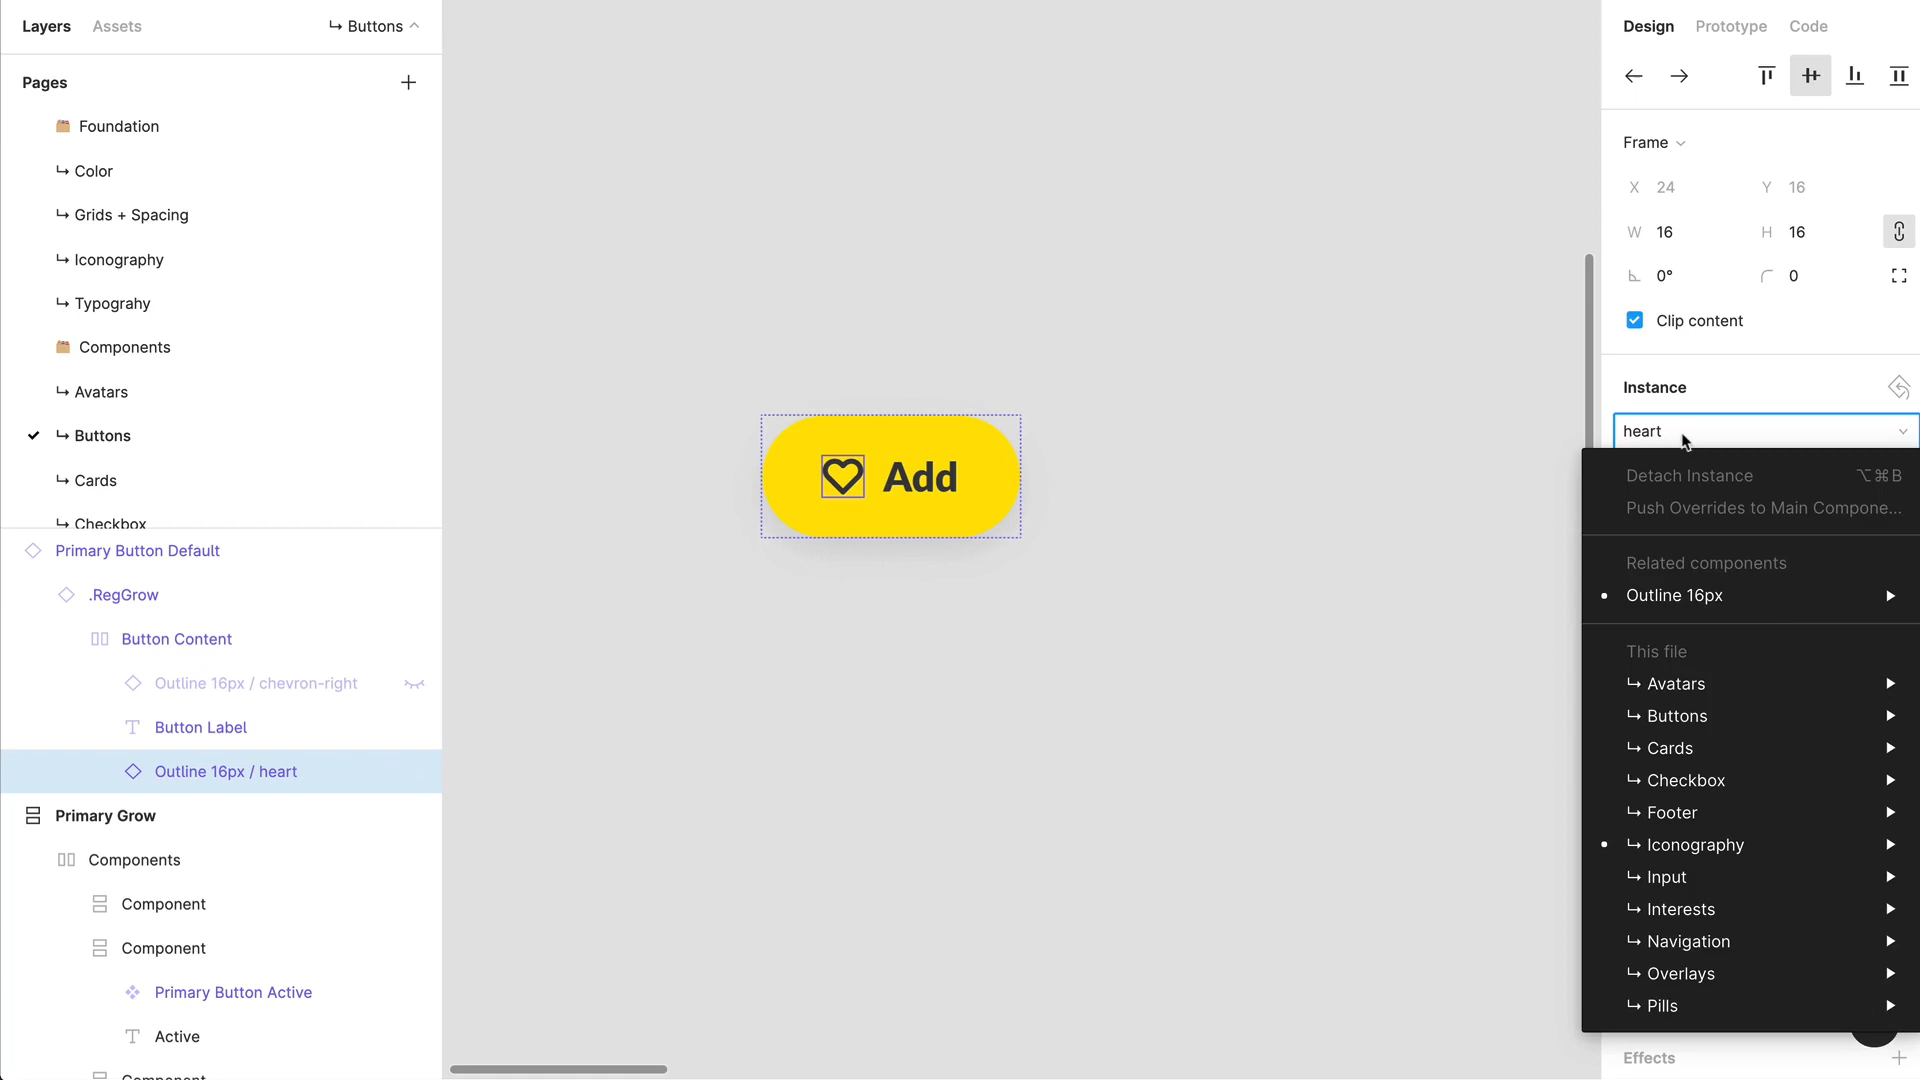 Layers
Assets
↳ Buttons
Pages
Foundation
↳ Color
↳ Grids + Spacing
↳ Iconography
↳ Typograhy
Components
↳ Avatars
↳ Buttons
↳ Cards
↳ Checkbox
Primary Button Default
.RegGrow
Button Content
Outline 16px / chevron-right
Button Label
Outline 16px / heart
Primary Grow
Components
Component
Component
Primary Button Active
Active
Component
Add
Design
Prototype
Code
Frame
X 24 Y 16
W 16 H 16
0° 0
Clip content
Instance
heart
Detach Instance ⌥⌘B
Push Overrides to Main Compone...
Related components
Outline 16px
This file
↳ Avatars
↳ Buttons
↳ Cards
↳ Checkbox
↳ Footer
↳ Iconography
↳ Input
↳ Interests
↳ Navigation
↳ Overlays
↳ Pills
Effects